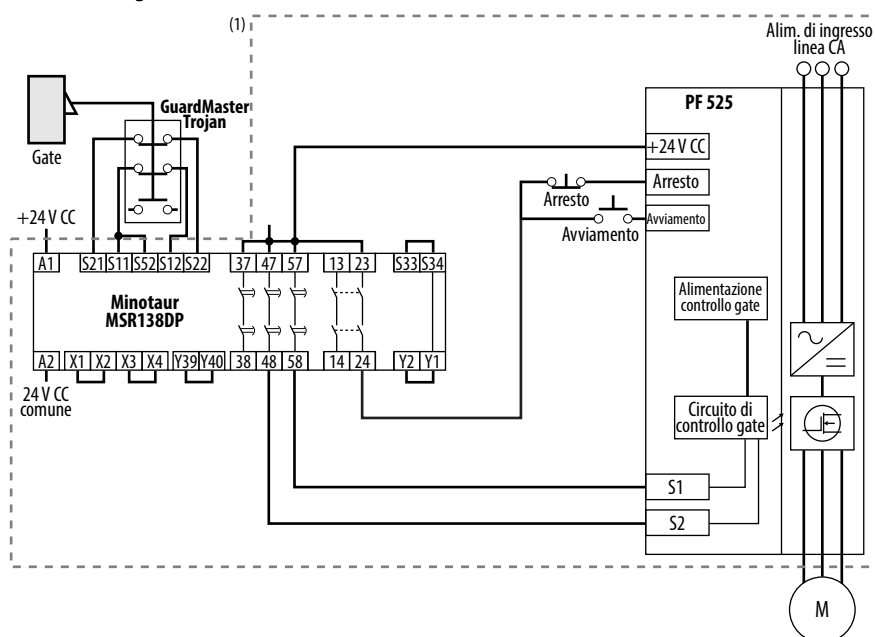 (1)
Alim. di ingresso
linea CA
GuardMaster
Trojan
Gate
PF 525
+24 V CC
Arresto
Arresto
Avviamento
Avviamento
+24 V CC
A1
S21 S11 S52 S12 S22
37 47 57
13 23
S33 S34
Minotaur
MSR138DP
Alimentazione
controllo gate
A2
X1 X2 X3 X4
Y39 Y40
38 48 58
14 24
Y2 Y1
24 V CC
comune
Circuito di
controllo gate
S1
S2
M